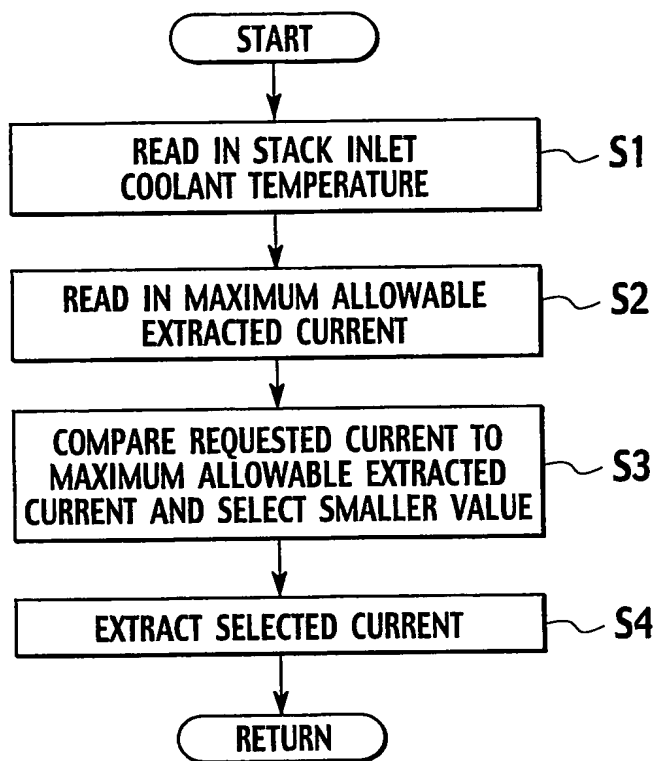 START
READ IN STACK INLET
COOLANT TEMPERATURE
S1
READ IN MAXIMUM ALLOWABLE
EXTRACTED CURRENT
S2
COMPARE REQUESTED CURRENT TO
MAXIMUM ALLOWABLE EXTRACTED
CURRENT AND SELECT SMALLER VALUE
S3
EXTRACT SELECTED CURRENT
S4
RETURN